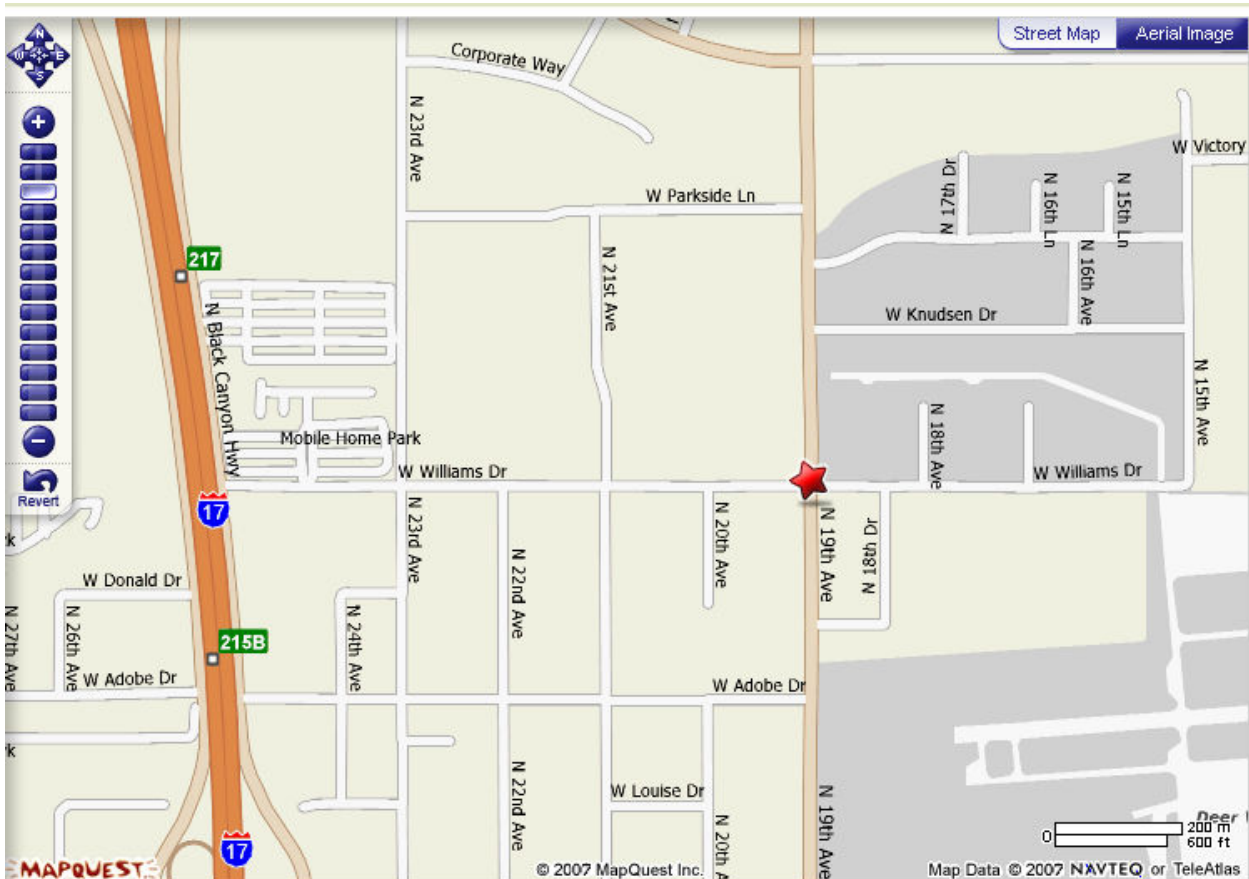 N
W
E
S
Street Map
Aerial Image
Corporate Way
N 23rd Ave
W Victory
W Parkside Ln
N 17th Dr
N 16th Ln
N 15th Ln
217
N 21st Ave
N 16th Ave
N Black Canyon Hwy
W Knudsen Dr
N 15th Ave
Mobile Home Park
N 18th Ave
W Williams Dr
W Williams Dr
Revert
17
N 23rd Ave
N 20th Ave
N 19th Ave
N 18th Dr
N 22nd Ave
W Donald Dr
N 27th Ave
N 26th Ave
N 24th Ave
215B
W Adobe Dr
W Adobe Dr
N 22nd Ave
W Louise Dr
N 20th A
N 19th Ave
Deer
0
200 m
600 ft
17
MAPQUEST
© 2007 MapQuest Inc.
Map Data © 2007 NAVTEQ or TeleAtlas